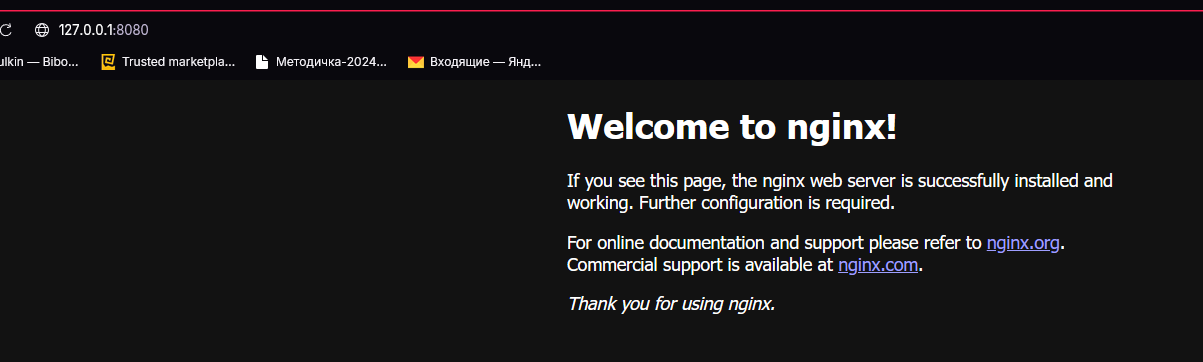 127.0.0.1:8080
ulkin — Bibo... Trusted marketpla... Методичка-2024... Входящие — Янд...
Welcome to nginx!
If you see this page, the nginx web server is successfully installed and
working. Further configuration is required.
For online documentation and support please refer to nginx.org.
Commercial support is available at nginx.com.
Thank you for using nginx.